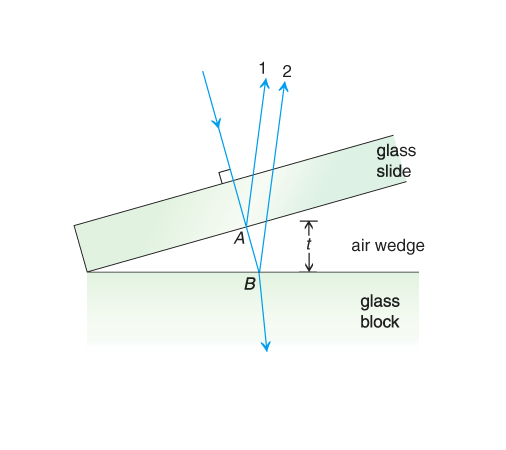 1 2
glass
slide
A
t
air wedge
B
glass
block